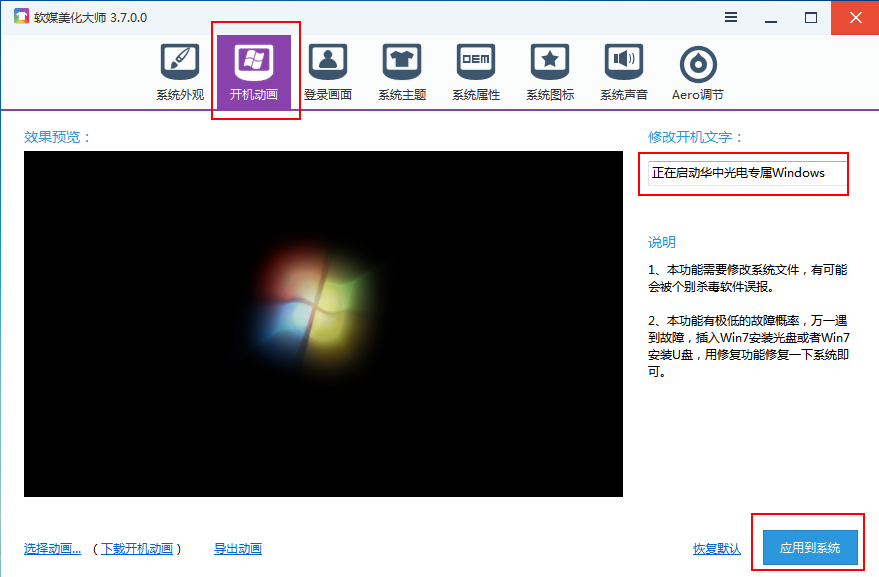 软媒美化大师 3.7.0.0
系统外观 开机动画 登录画面 系统主题 OEM 系统属性 系统图标 系统声音 Aero调节
效果预览：
修改开机文字：
正在启动华中光电专属Windows
说明
1、本功能需要修改系统文件，有可能
会被个别杀毒软件误报。
2、本功能有极低的故障概率，万一遇
到故障，插入Win7安装光盘或者Win7
安装U盘，用修复功能修复一下系统即
可。
选择动画... （下载开机动画） 导出动画 恢复默认 应用到系统